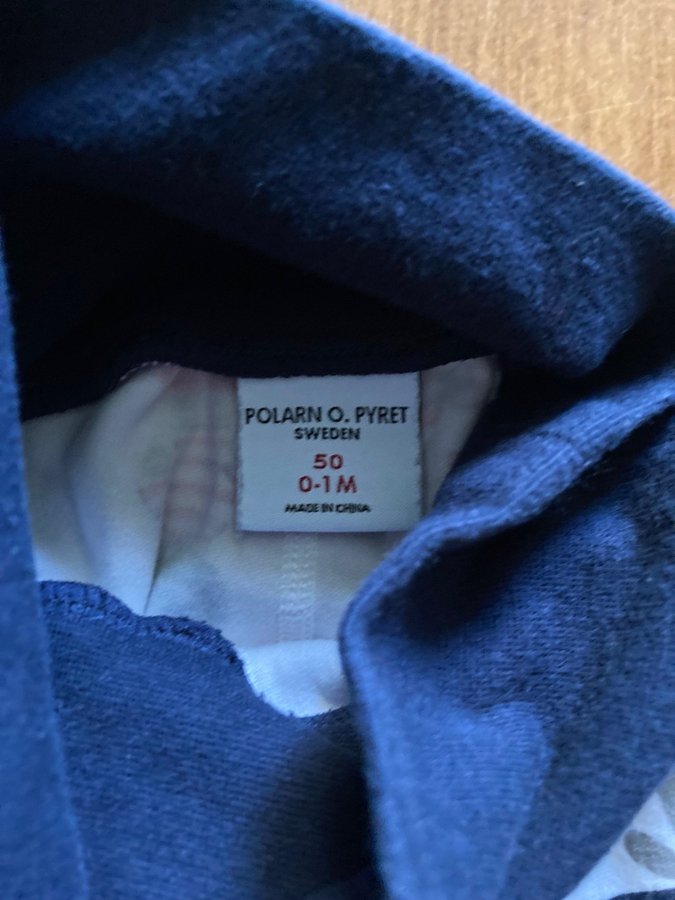 POLARN O. PYRET
SWEDEN
50
0-1 M
MADE IN CHINA